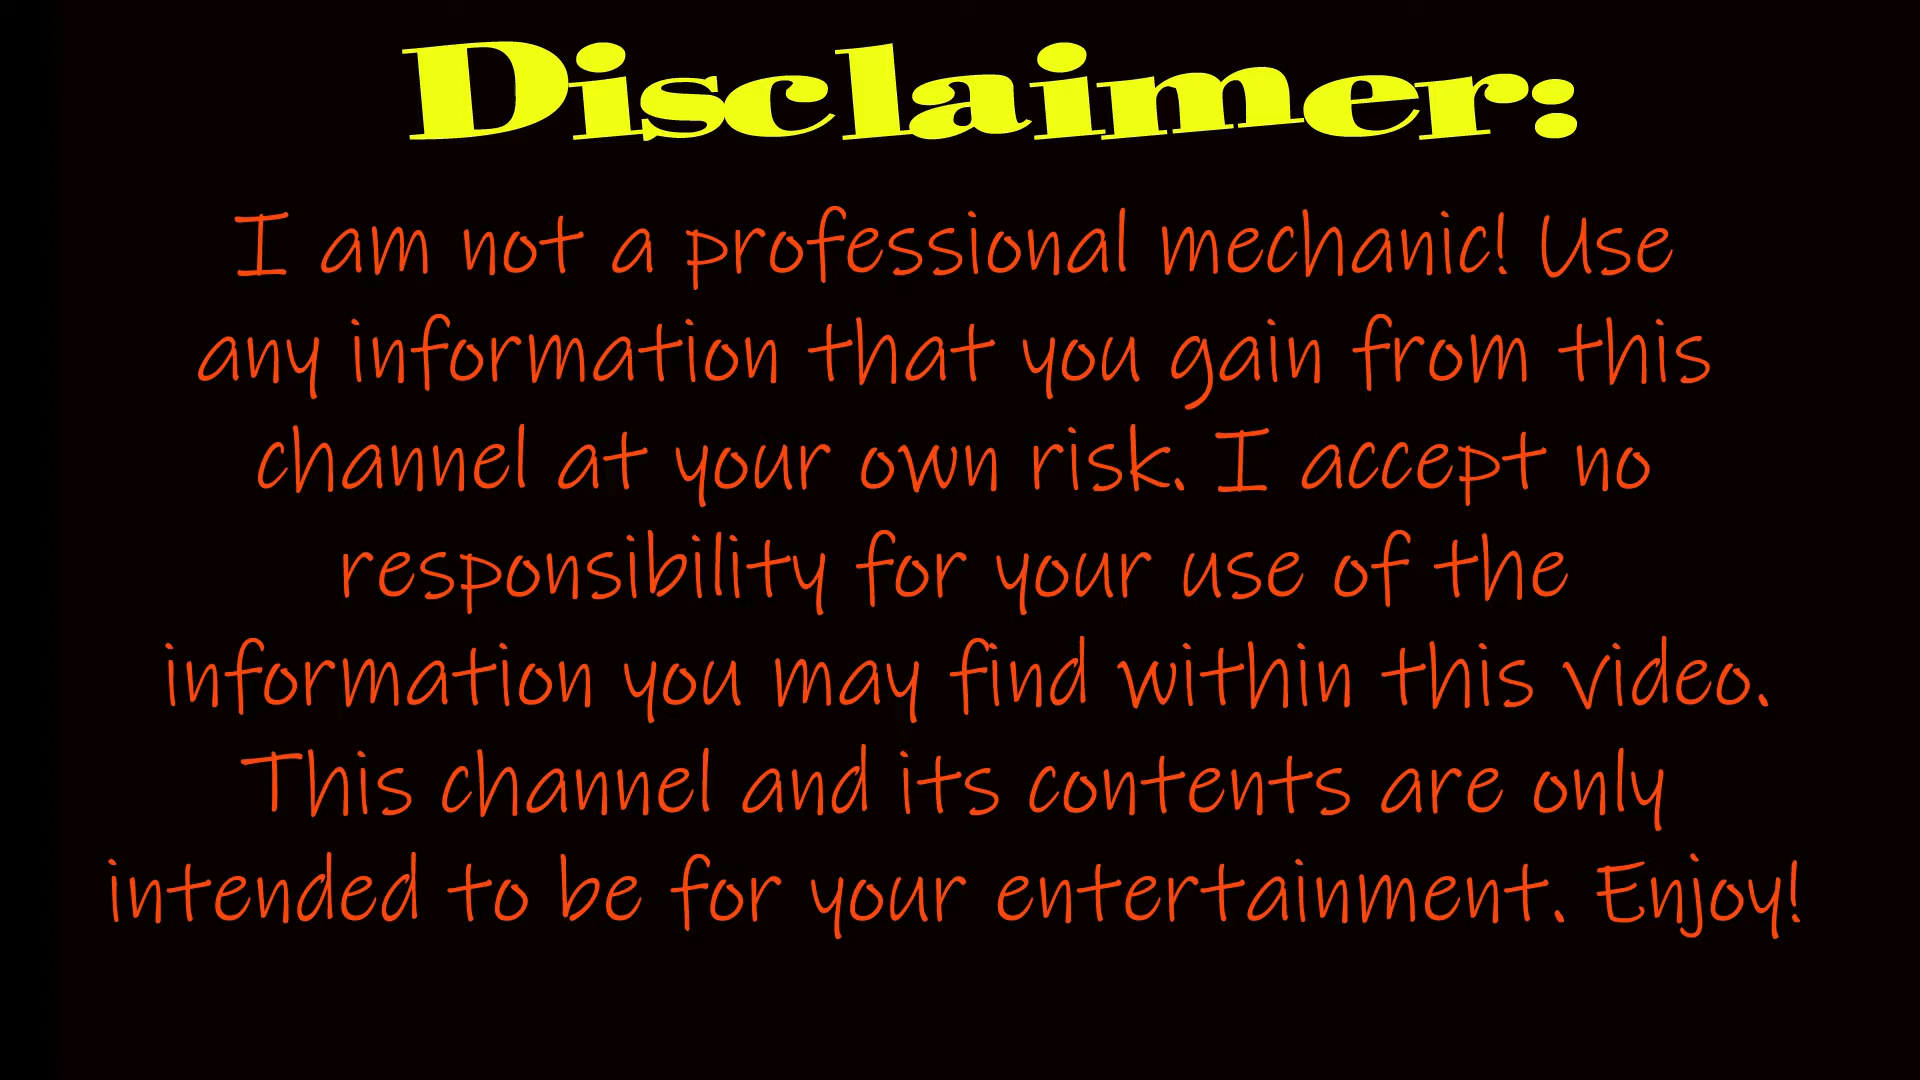 Disclaimer:
I am not a professional mechanic! Use
any information that you gain from this
channel at your own risk. I accept no
responsibility for your use of the
information you may find within this video.
This channel and its contents are only
intended to be for your entertainment. Enjoy!